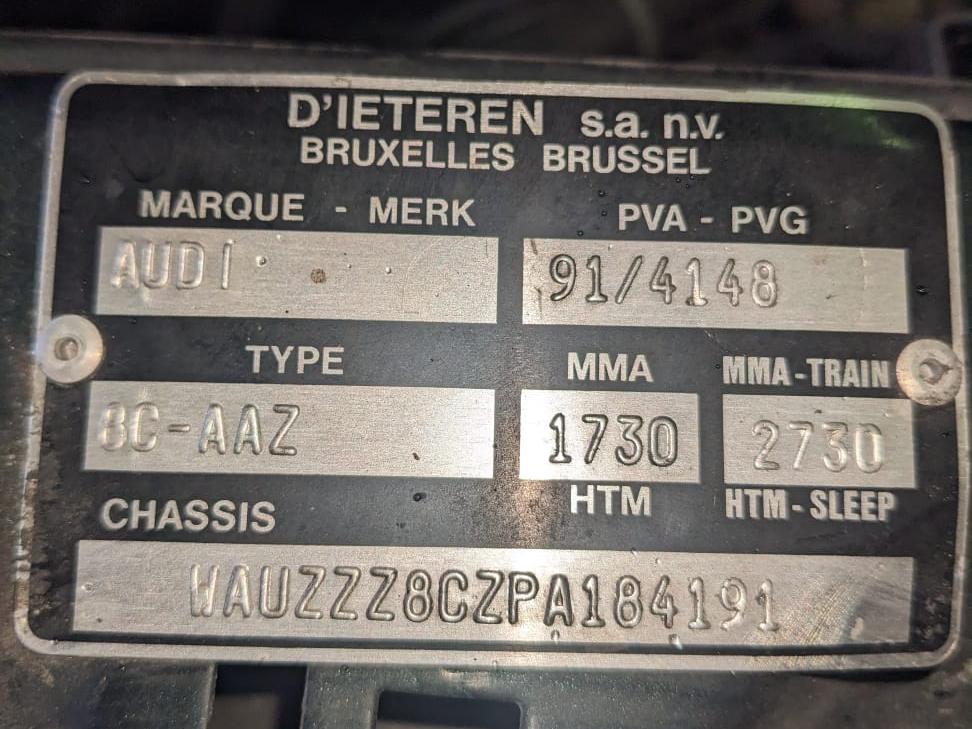 D'IETEREN s.a. n.v.
BRUXELLES BRUSSEL
MARQUE - MERK PVA - PVG
AUDI 91/4148
TYPE MMA MMA-TRAIN
8C-AAZ 1730 2730
CHASSIS HTM HTM-SLEEP
WAUZZZ8CZPA184191